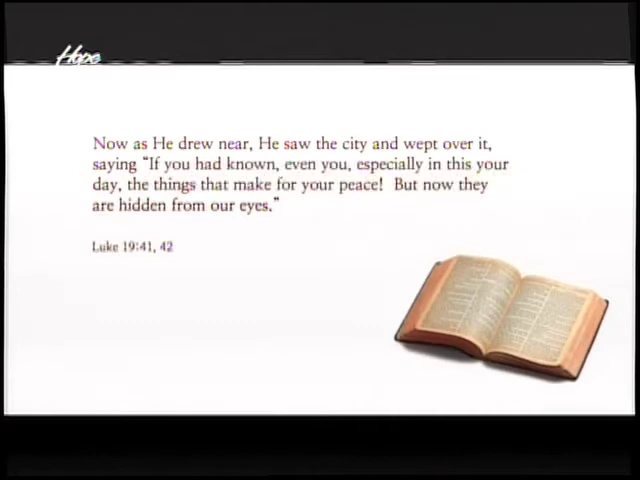 Hope
Now as He drew near, He saw the city and wept over it,
saying “If you had known, even you, especially in this your
day, the things that make for your peace!  But now they
are hidden from our eyes.”
Luke 19:41, 42